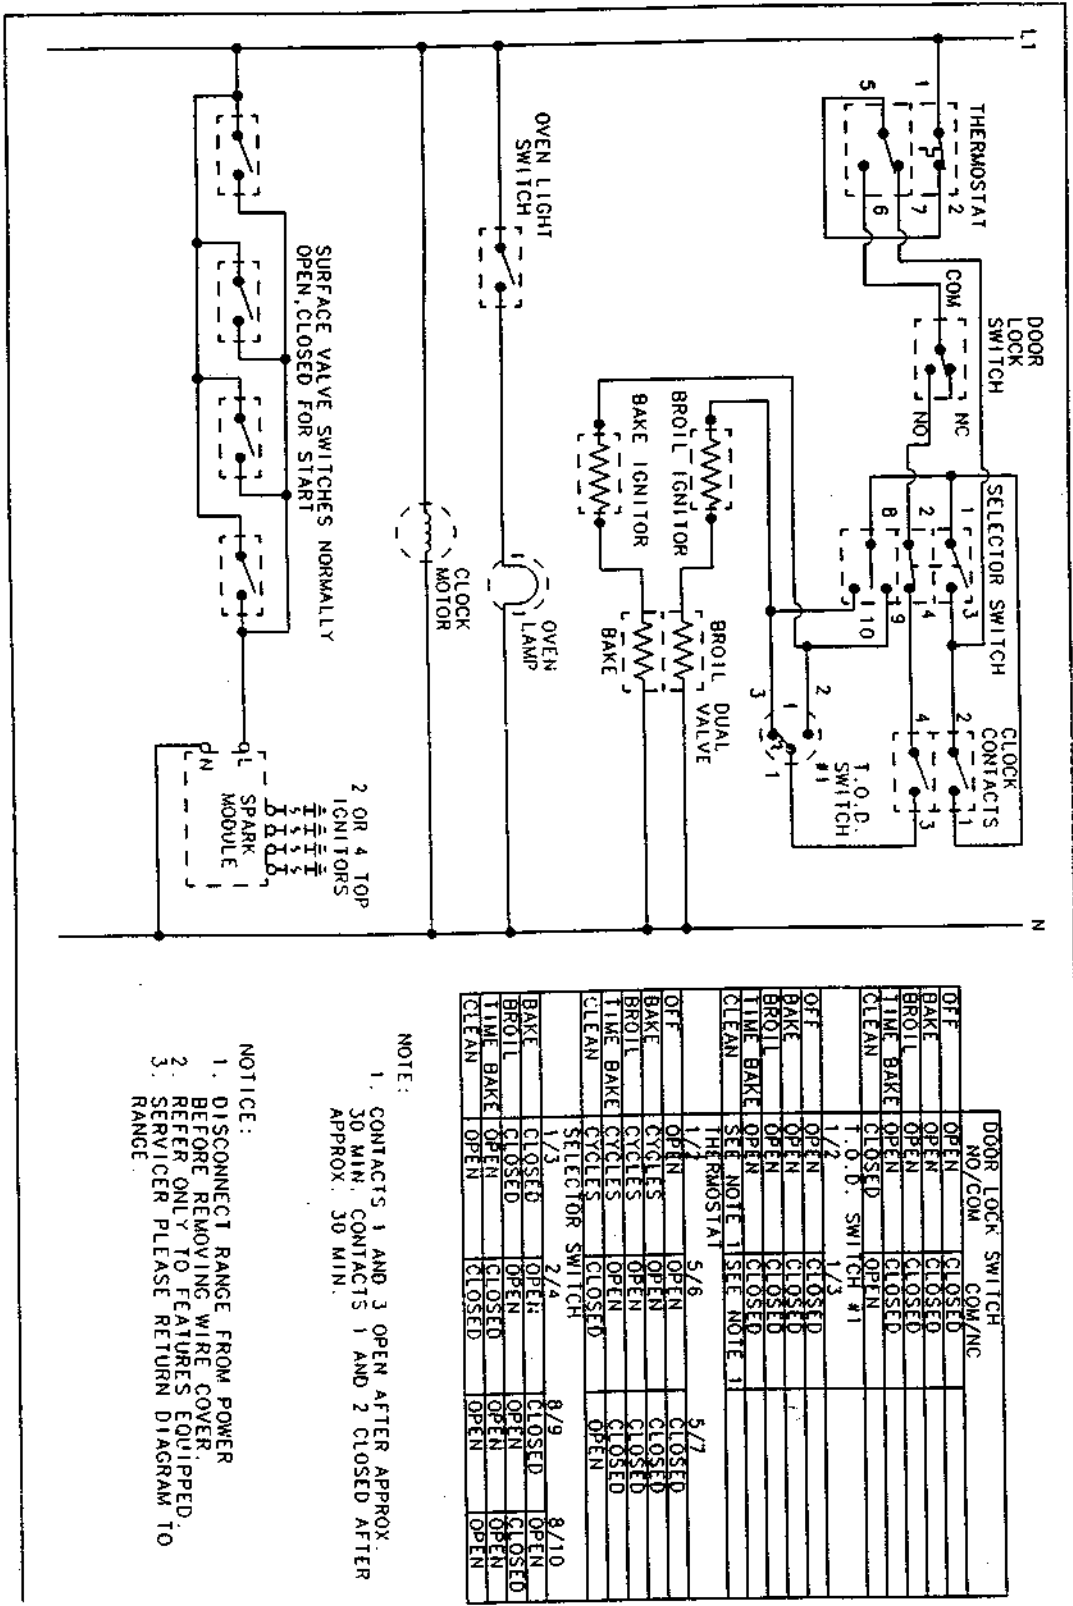 L1
N
THERMOSTAT
1
2
5
7
6
DOOR
LOCK
SWITCH
COM
NC
NO
SELECTOR SWITCH
1
3
2
4
8
9
10
CLOCK
CONTACTS
2
1
4
3
T.O.D.
SWITCH
#1
2
1
3
1
BROIL IGNITOR
BAKE IGNITOR
BROIL
BAKE
DUAL
VALVE
OVEN LIGHT
SWITCH
OVEN
LAMP
CLOCK
MOTOR
SURFACE VALVE SWITCHES NORMALLY
OPEN,CLOSED FOR START
2 OR 4 TOP
IGNITORS
L
N
SPARK
MODULE
DOOR LOCK SWITCH
NO/COM COM/NC
OFF OPEN CLOSED
BAKE OPEN CLOSED
BROIL OPEN CLOSED
TIME BAKE OPEN CLOSED
CLEAN CLOSED OPEN
T.O.D. SWITCH #1
1/2 1/3
OFF OPEN CLOSED
BAKE OPEN CLOSED
BROIL OPEN CLOSED
TIME BAKE OPEN CLOSED
CLEAN SEE NOTE 1 SEE NOTE 1
THERMOSTAT
1/2 5/6 5/7
OFF OPEN OPEN CLOSED
BAKE CYCLES OPEN CLOSED
BROIL CYCLES OPEN CLOSED
TIME BAKE CYCLES OPEN CLOSED
CLEAN CYCLES CLOSED OPEN
SELECTOR SWITCH
1/3 2/4 8/9 8/10
BAKE CLOSED OPEN CLOSED OPEN
BROIL CLOSED OPEN OPEN CLOSED
TIME BAKE OPEN CLOSED OPEN OPEN
CLEAN OPEN CLOSED OPEN OPEN
NOTE:
1. CONTACTS 1 AND 3 OPEN AFTER APPROX.
30 MIN. CONTACTS 1 AND 2 CLOSED AFTER
APPROX. 30 MIN.
NOTICE:
1. DISCONNECT RANGE FROM POWER
BEFORE REMOVING WIRE COVER.
2. REFER ONLY TO FEATURES EQUIPPED.
3. SERVICER PLEASE RETURN DIAGRAM TO
RANGE.